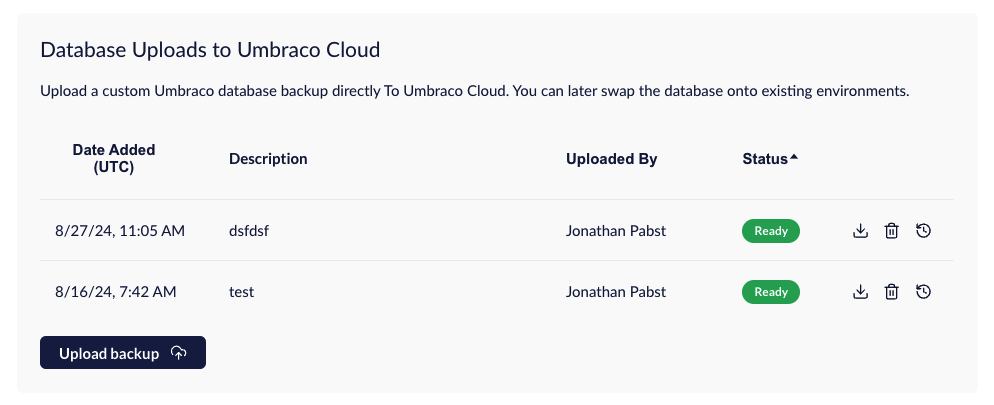 Database Uploads to Umbraco Cloud
Upload a custom Umbraco database backup directly To Umbraco Cloud. You can later swap the database onto existing environments.
Date Added
(UTC)
Description
Uploaded By
Status
8/27/24, 11:05 AM dsfdsf Jonathan Pabst Ready
8/16/24, 7:42 AM test Jonathan Pabst Ready
Upload backup